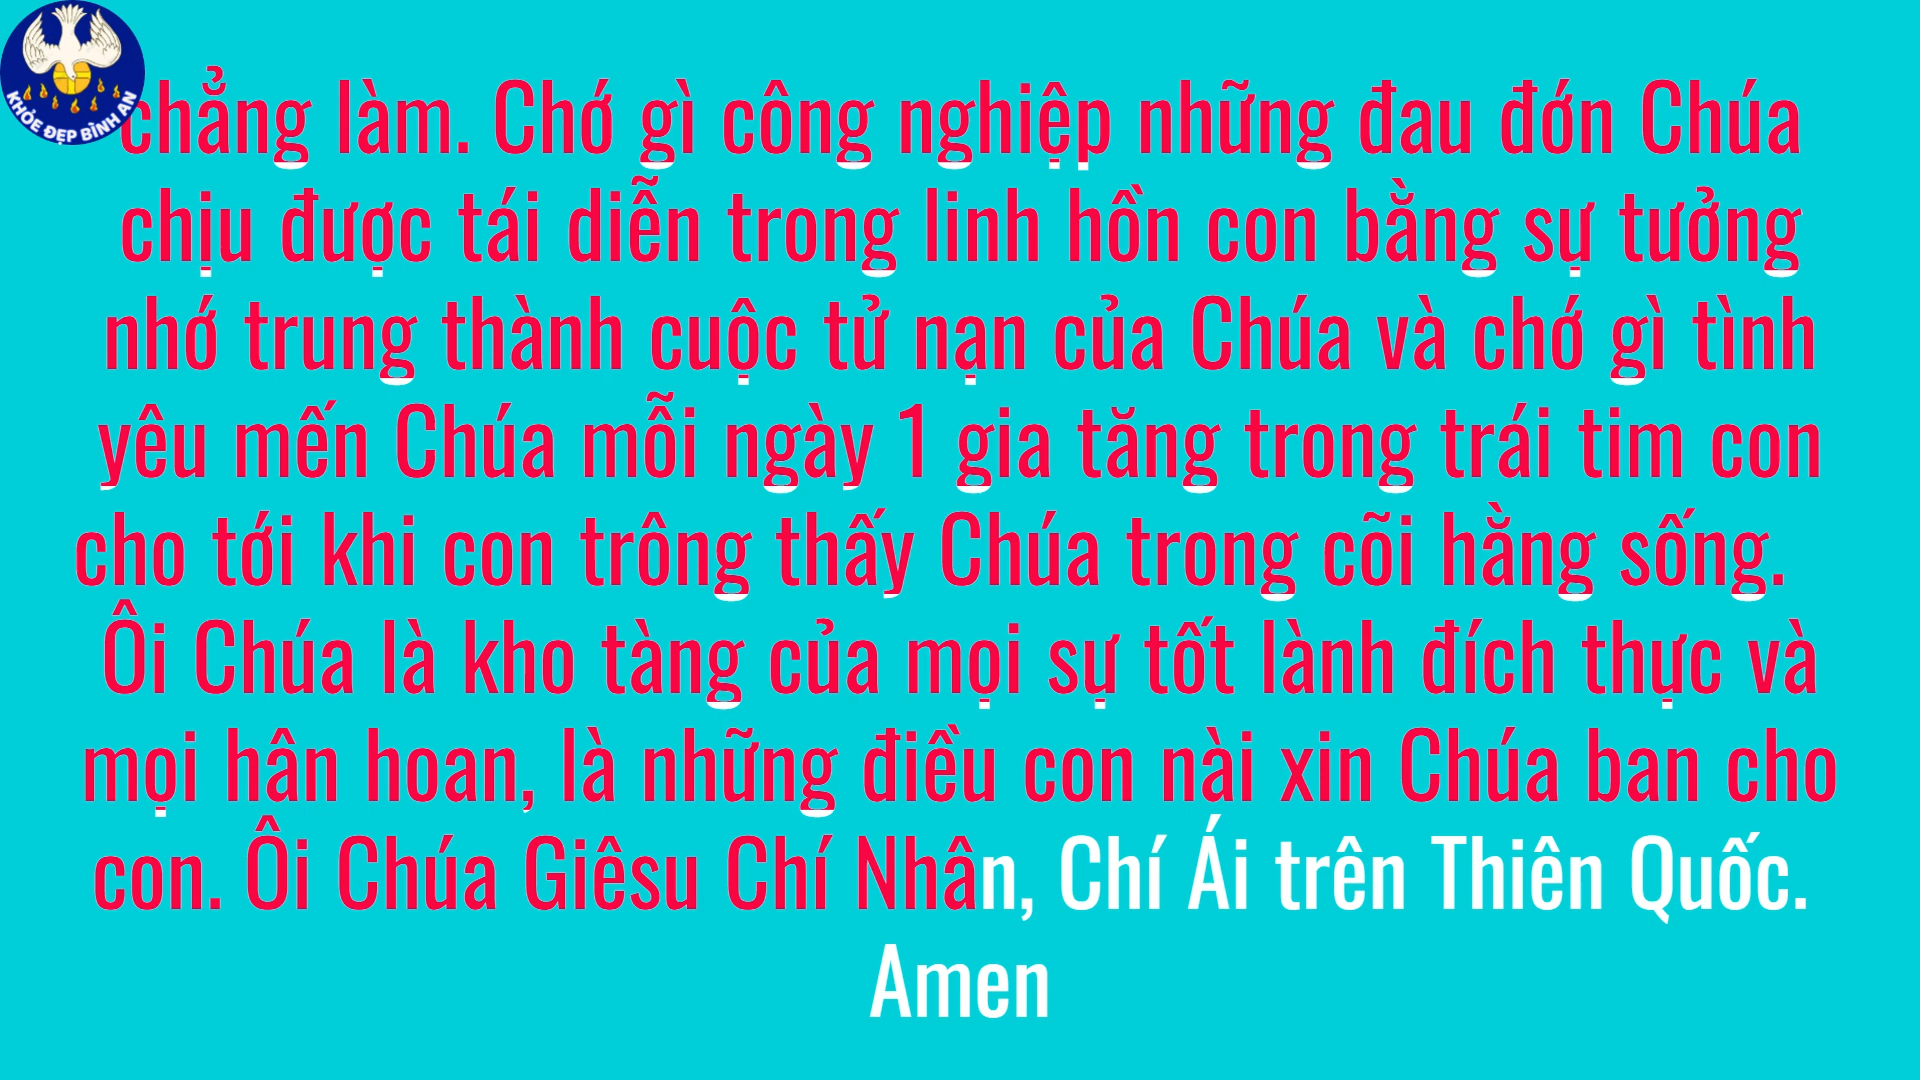 KHỎE ĐẸP BÌNH AN
chẳng làm. Chớ gì công nghiệp những đau đớn Chúa
chịu được tái diễn trong linh hồn con bằng sự tưởng
nhớ trung thành cuộc tử nạn của Chúa và chớ gì tình
yêu mến Chúa mỗi ngày 1 gia tăng trong trái tim con
cho tới khi con trông thấy Chúa trong cõi hằng sống.
Ôi Chúa là kho tàng của mọi sự tốt lành đích thực và
mọi hân hoan, là những điều con nài xin Chúa ban cho
con. Ôi Chúa Giêsu Chí Nhân, Chí Ái trên Thiên Quốc.
Amen